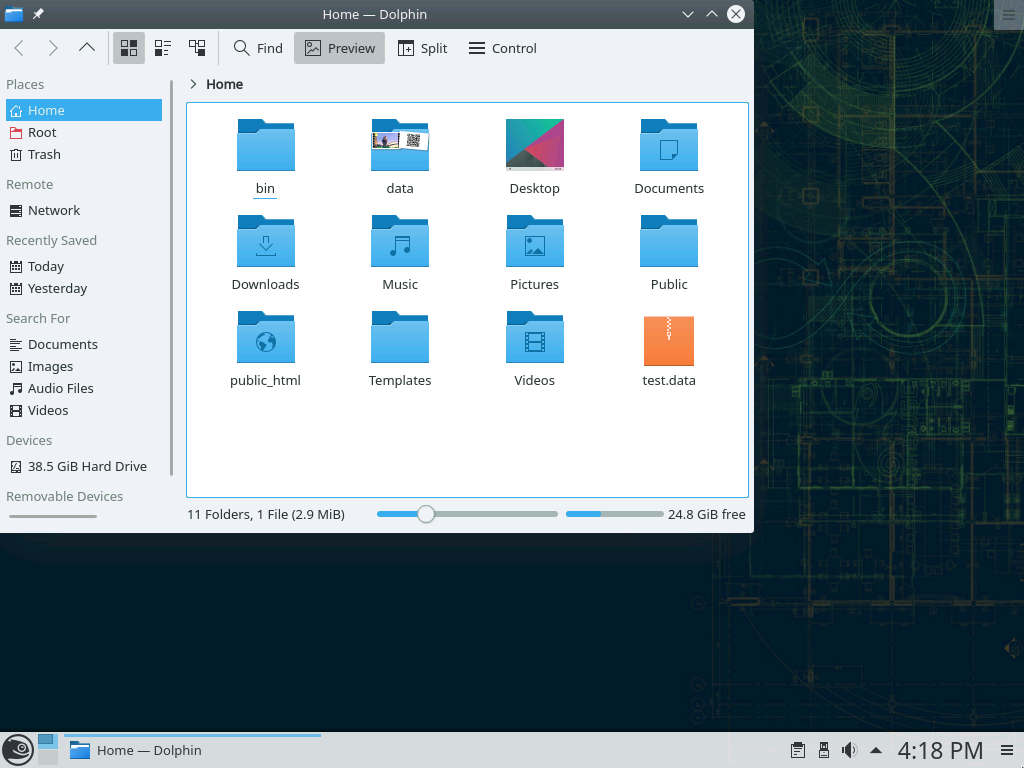 Home — Dolphin
Find
Preview
Split
Control
Places
Home
Root
Trash
Remote
Network
Recently Saved
Today
Yesterday
Search For
Documents
Images
Audio Files
Videos
Devices
38.5 GiB Hard Drive
Removable Devices
Home
bin data Desktop Documents
Downloads Music Pictures Public
public_html Templates Videos test.data
11 Folders, 1 File (2.9 MiB)
24.8 GiB free
Home — Dolphin
4:18 PM